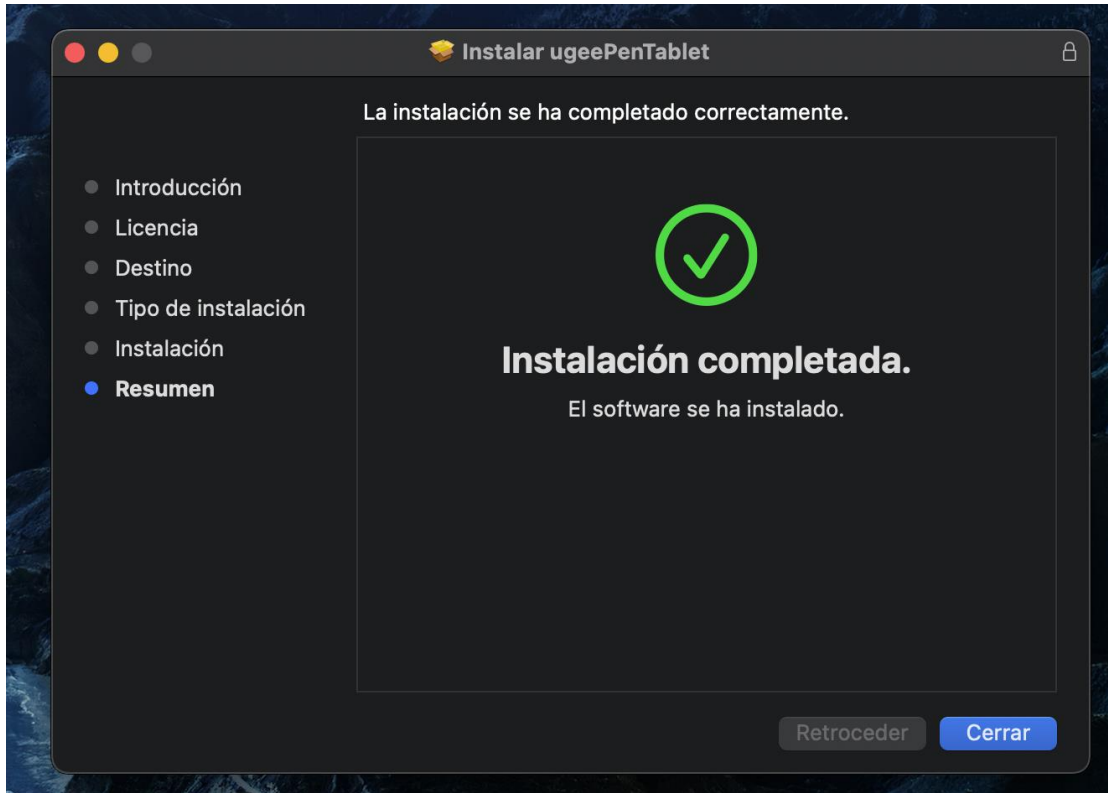 Instalar ugeePenTablet
La instalación se ha completado correctamente.
Introducción
Licencia
Destino
Tipo de instalación
Instalación
Resumen
Instalación completada.
El software se ha instalado.
Retroceder
Cerrar